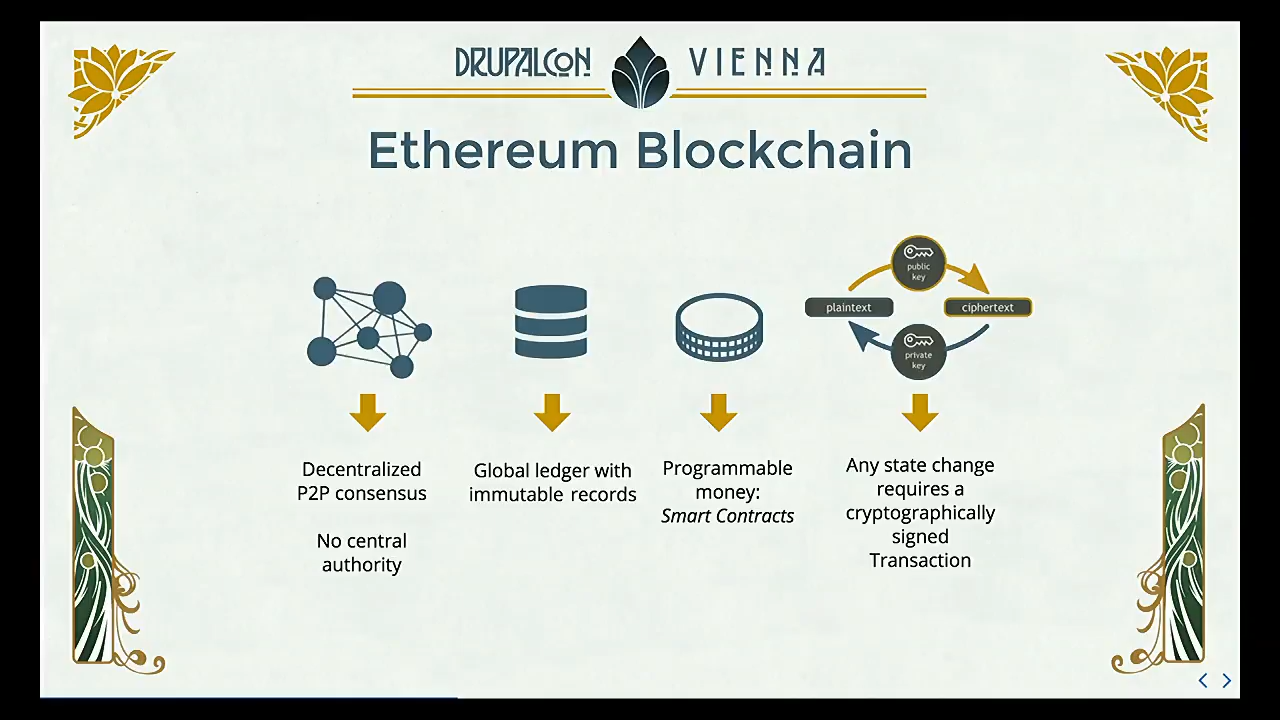 DRUPALCON VIENNA
Ethereum Blockchain
public
key
plaintext
ciphertext
private
key
Decentralized
P2P consensus
No central
authority
Global ledger with
immutable records
Programmable
money:
Smart Contracts
Any state change
requires a
cryptographically
signed
Transaction